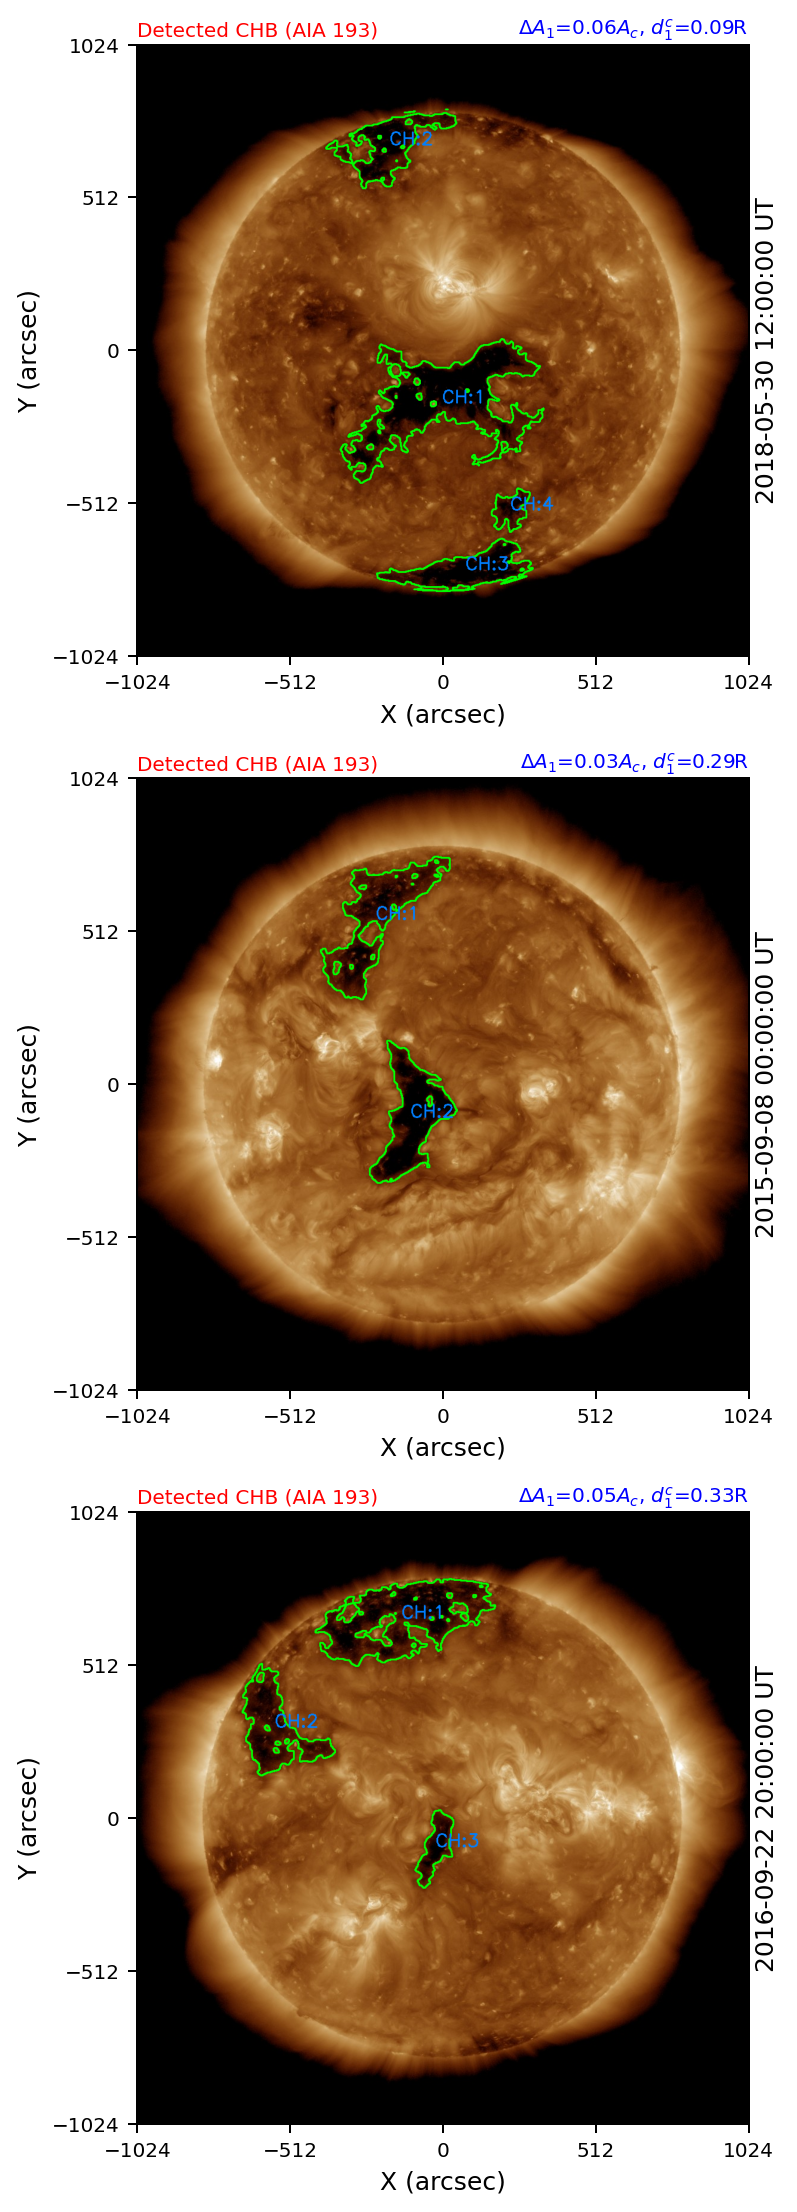 Detected CHB (AIA 193)
ΔA₁=0.06A_c, d₁ᶜ=0.09R
1024
512
0
−512
−1024
Y (arcsec)
CH:2
CH:1
CH:4
CH:3
2018-05-30 12:00:00 UT
−1024 −512 0 512 1024
X (arcsec)
Detected CHB (AIA 193)
ΔA₁=0.03A_c, d₁ᶜ=0.29R
1024
512
0
−512
−1024
Y (arcsec)
CH:1
CH:2
2015-09-08 00:00:00 UT
−1024 −512 0 512 1024
X (arcsec)
Detected CHB (AIA 193)
ΔA₁=0.05A_c, d₁ᶜ=0.33R
1024
512
0
−512
−1024
Y (arcsec)
CH:1
CH:2
CH:3
2016-09-22 20:00:00 UT
−1024 −512 0 512 1024
X (arcsec)